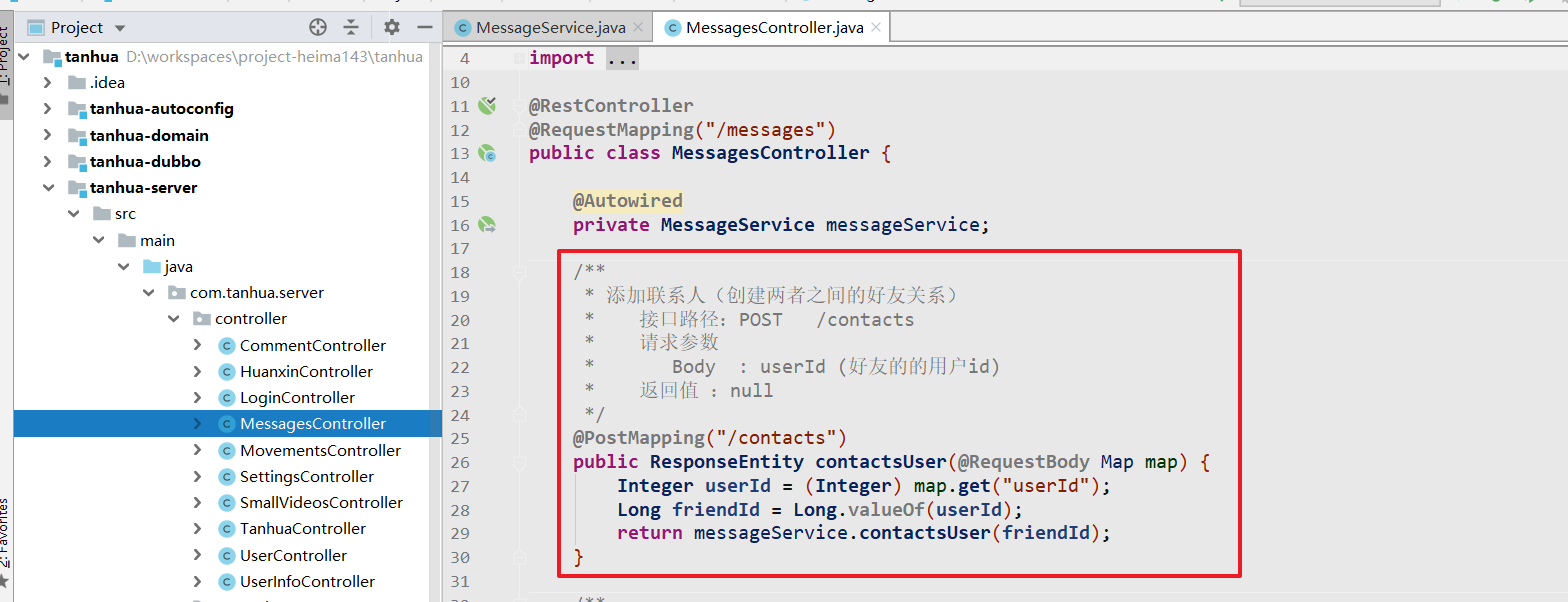 Project
MessageService.java
MessagesController.java
1: Project
tanhua D:\workspaces\project-heima143\tanhua
.idea
tanhua-autoconfig
tanhua-domain
tanhua-dubbo
tanhua-server
src
main
java
com.tanhua.server
controller
CommentController
HuanxinController
LoginController
MessagesController
MovementsController
SettingsController
SmallVideosController
TanhuaController
UserController
UserInfoController
2: Favorites
4 import ...
10
11 @RestController
12 @RequestMapping("/messages")
13 public class MessagesController {
14
15 @Autowired
16 private MessageService messageService;
17
18 /**
19 * 添加联系人（创建两者之间的好友关系）
20 * 接口路径：POST /contacts
21 * 请求参数
22 * Body : userId (好友的的用户id)
23 * 返回值 : null
24 */
25 @PostMapping("/contacts")
26 public ResponseEntity contactsUser(@RequestBody Map map) {
27 Integer userId = (Integer) map.get("userId");
28 Long friendId = Long.valueOf(userId);
29 return messageService.contactsUser(friendId);
30 }
31
/**